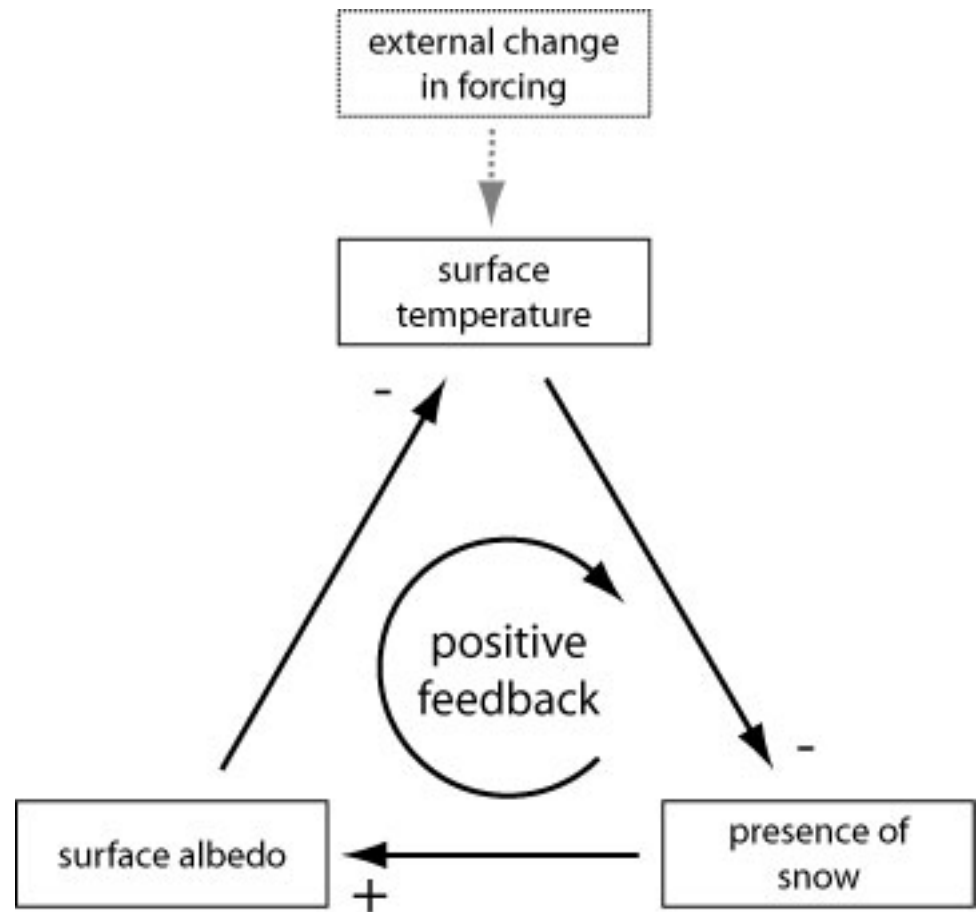 external change
in forcing
surface
temperature
-
positive
feedback
-
surface albedo
+
presence of
snow